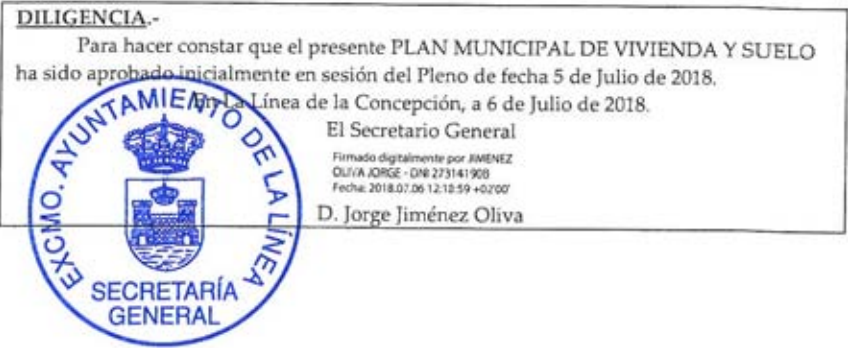 DILIGENCIA.-
Para hacer constar que el presente PLAN MUNICIPAL DE VIVIENDA Y SUELO
ha sido aprobado inicialmente en sesión del Pleno de fecha 5 de Julio de 2018.
En La Línea de la Concepción, a 6 de Julio de 2018.
El Secretario General
Firmado digitalmente por JIMENEZ
OLIVA JORGE - DNI 27314190B
Fecha: 2018.07.06 12:18:59 +02'00'
D. Jorge Jiménez Oliva
EXCMO. AYUNTAMIENTO DE LA LÍNEA
SECRETARÍA
GENERAL